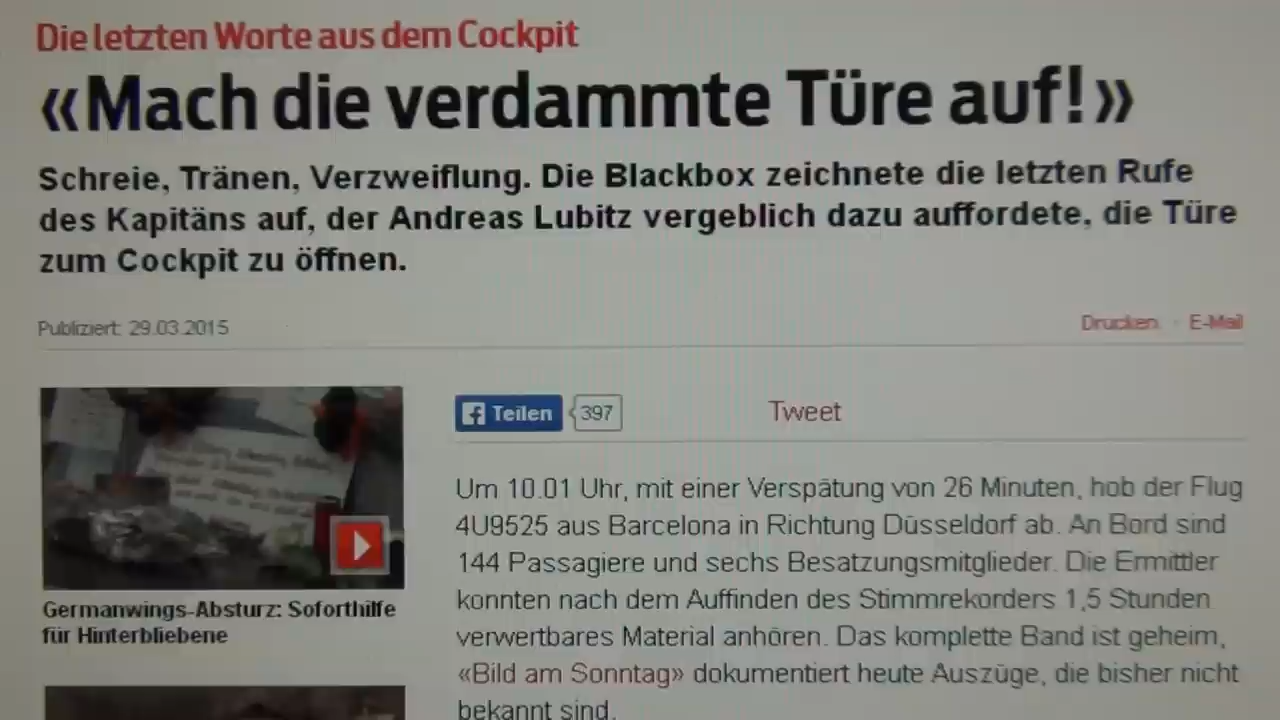 Die letzten Worte aus dem Cockpit
«Mach die verdammte Türe auf!»
Schreie, Tränen, Verzweiflung. Die Blackbox zeichnete die letzten Rufe
des Kapitäns auf, der Andreas Lubitz vergeblich dazu auffordete, die Türe
zum Cockpit zu öffnen.
Publiziert: 29.03.2015
Drucken · E-Mail
Teilen 397
Tweet
Um 10.01 Uhr, mit einer Verspätung von 26 Minuten, hob der Flug
4U9525 aus Barcelona in Richtung Düsseldorf ab. An Bord sind
144 Passagiere und sechs Besatzungsmitglieder. Die Ermittler
konnten nach dem Auffinden des Stimmrekorders 1,5 Stunden
verwertbares Material anhören. Das komplette Band ist geheim,
«Bild am Sonntag» dokumentiert heute Auszüge, die bisher nicht
bekannt sind.
Germanwings-Absturz: Soforthilfe
für Hinterbliebene